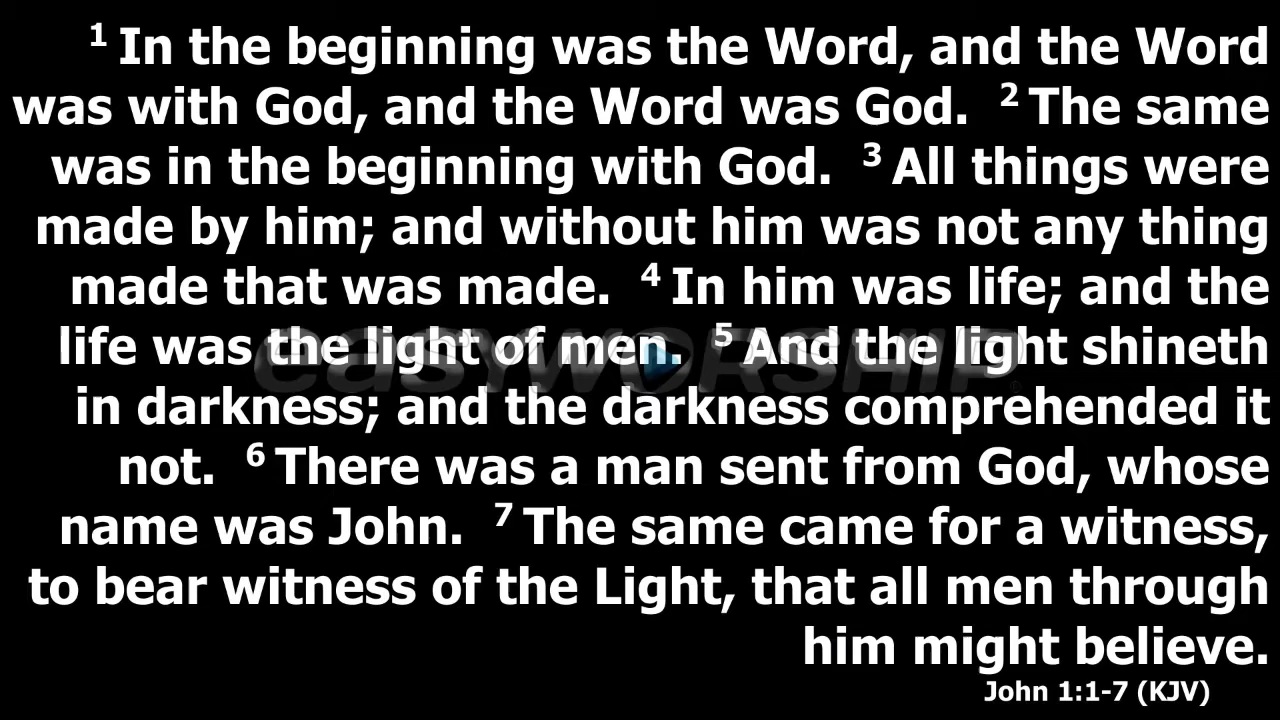 1 In the beginning was the Word, and the Word
was with God, and the Word was God. 2 The same
was in the beginning with God. 3 All things were
made by him; and without him was not any thing
made that was made. 4 In him was life; and the
life was the light of men. 5 And the light shineth
easyworship®
in darkness; and the darkness comprehended it
not. 6 There was a man sent from God, whose
name was John. 7 The same came for a witness,
to bear witness of the Light, that all men through
him might believe.
John 1:1-7 (KJV)